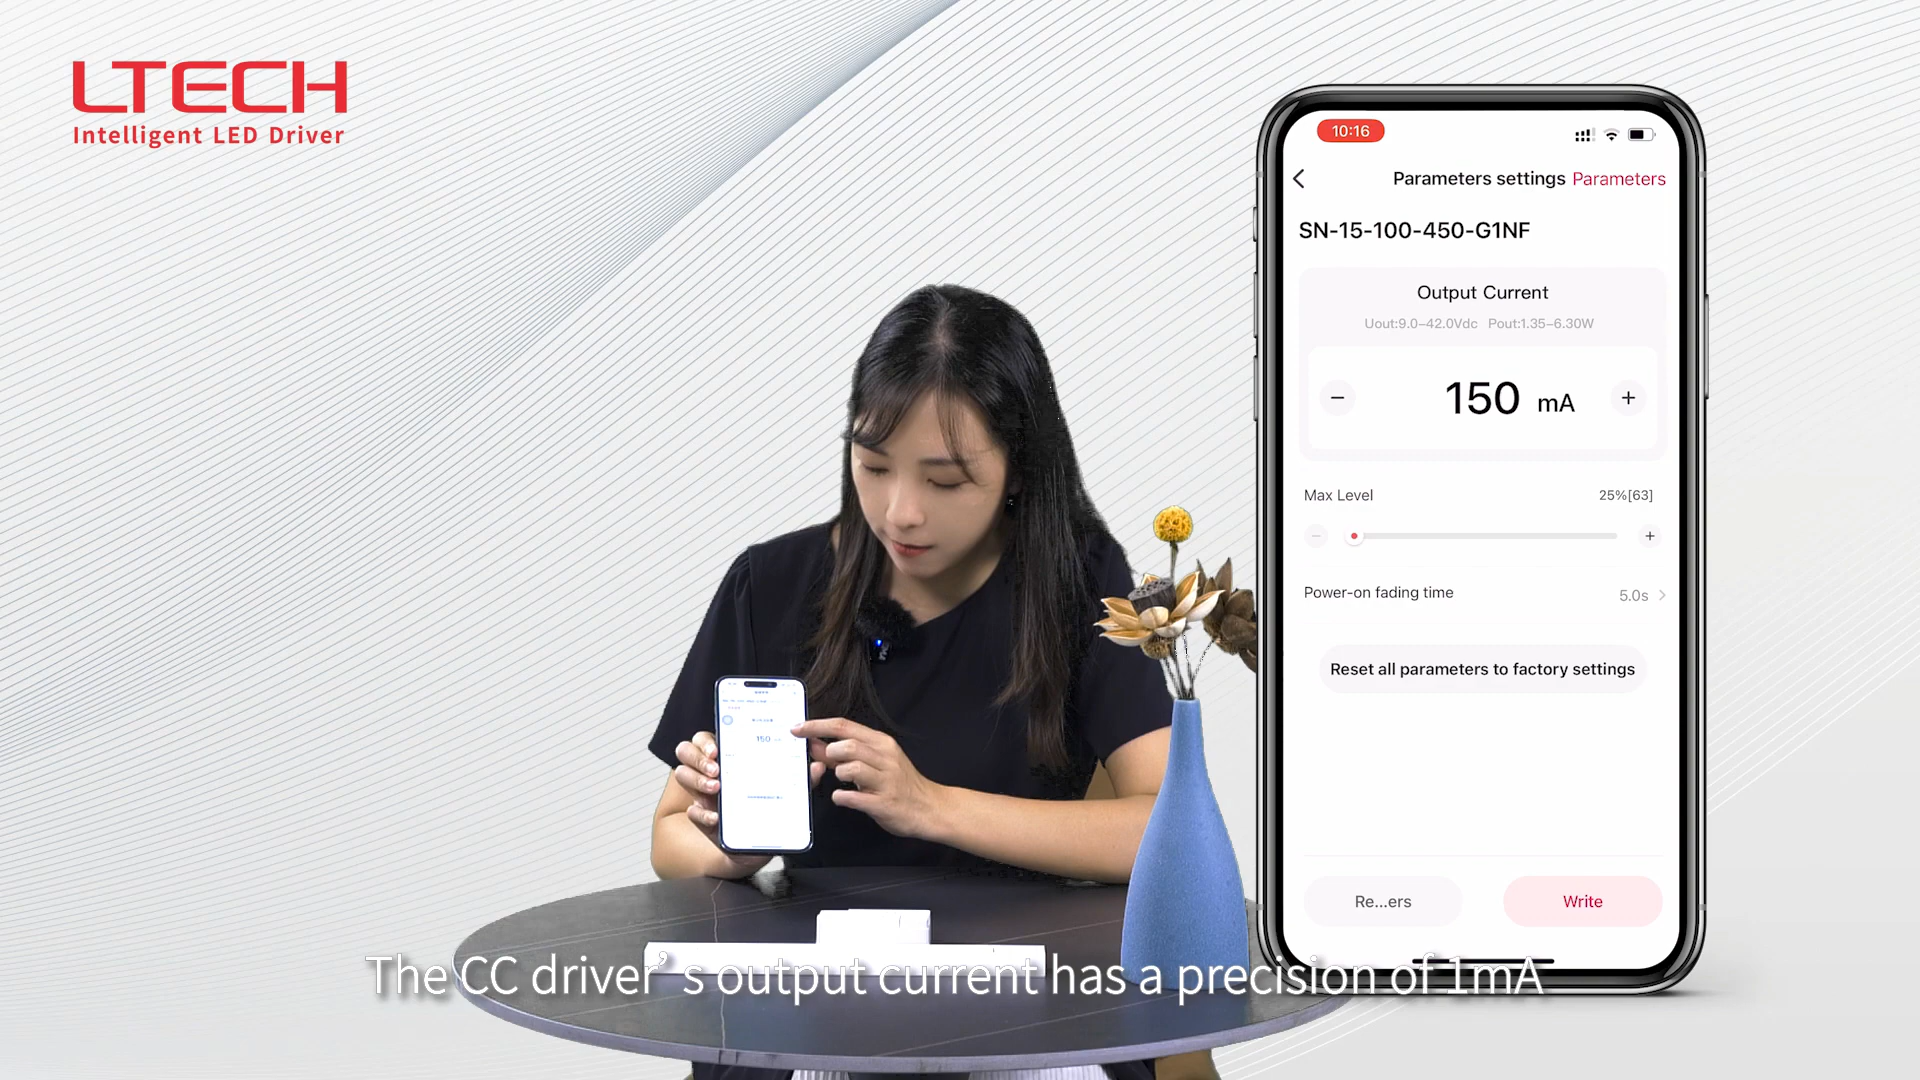 LTECH
Intelligent LED Driver
10:16
Parameters settings Parameters
SN-15-100-450-G1NF
Output Current
Uout:9.0–42.0Vdc Pout:1.35–6.30W
− 150 mA +
Max Level 25%[63]
− +
Power-on fading time 5.0s >
Reset all parameters to factory settings
Re...ers Write
150
The CC driver’s output current has a precision of 1mA